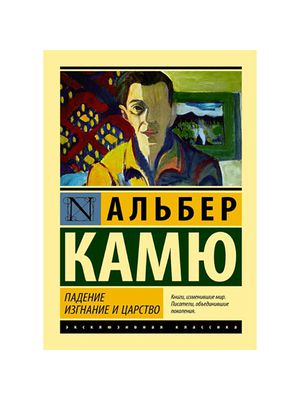 АЛЬБЕР
КАМЮ
ПАДЕНИЕ
ИЗГНАНИЕ И ЦАРСТВО
Книги, изменившие мир.
Писатели, объединившие
поколения.
ЭКСКЛЮЗИВНАЯ КЛАССИКА